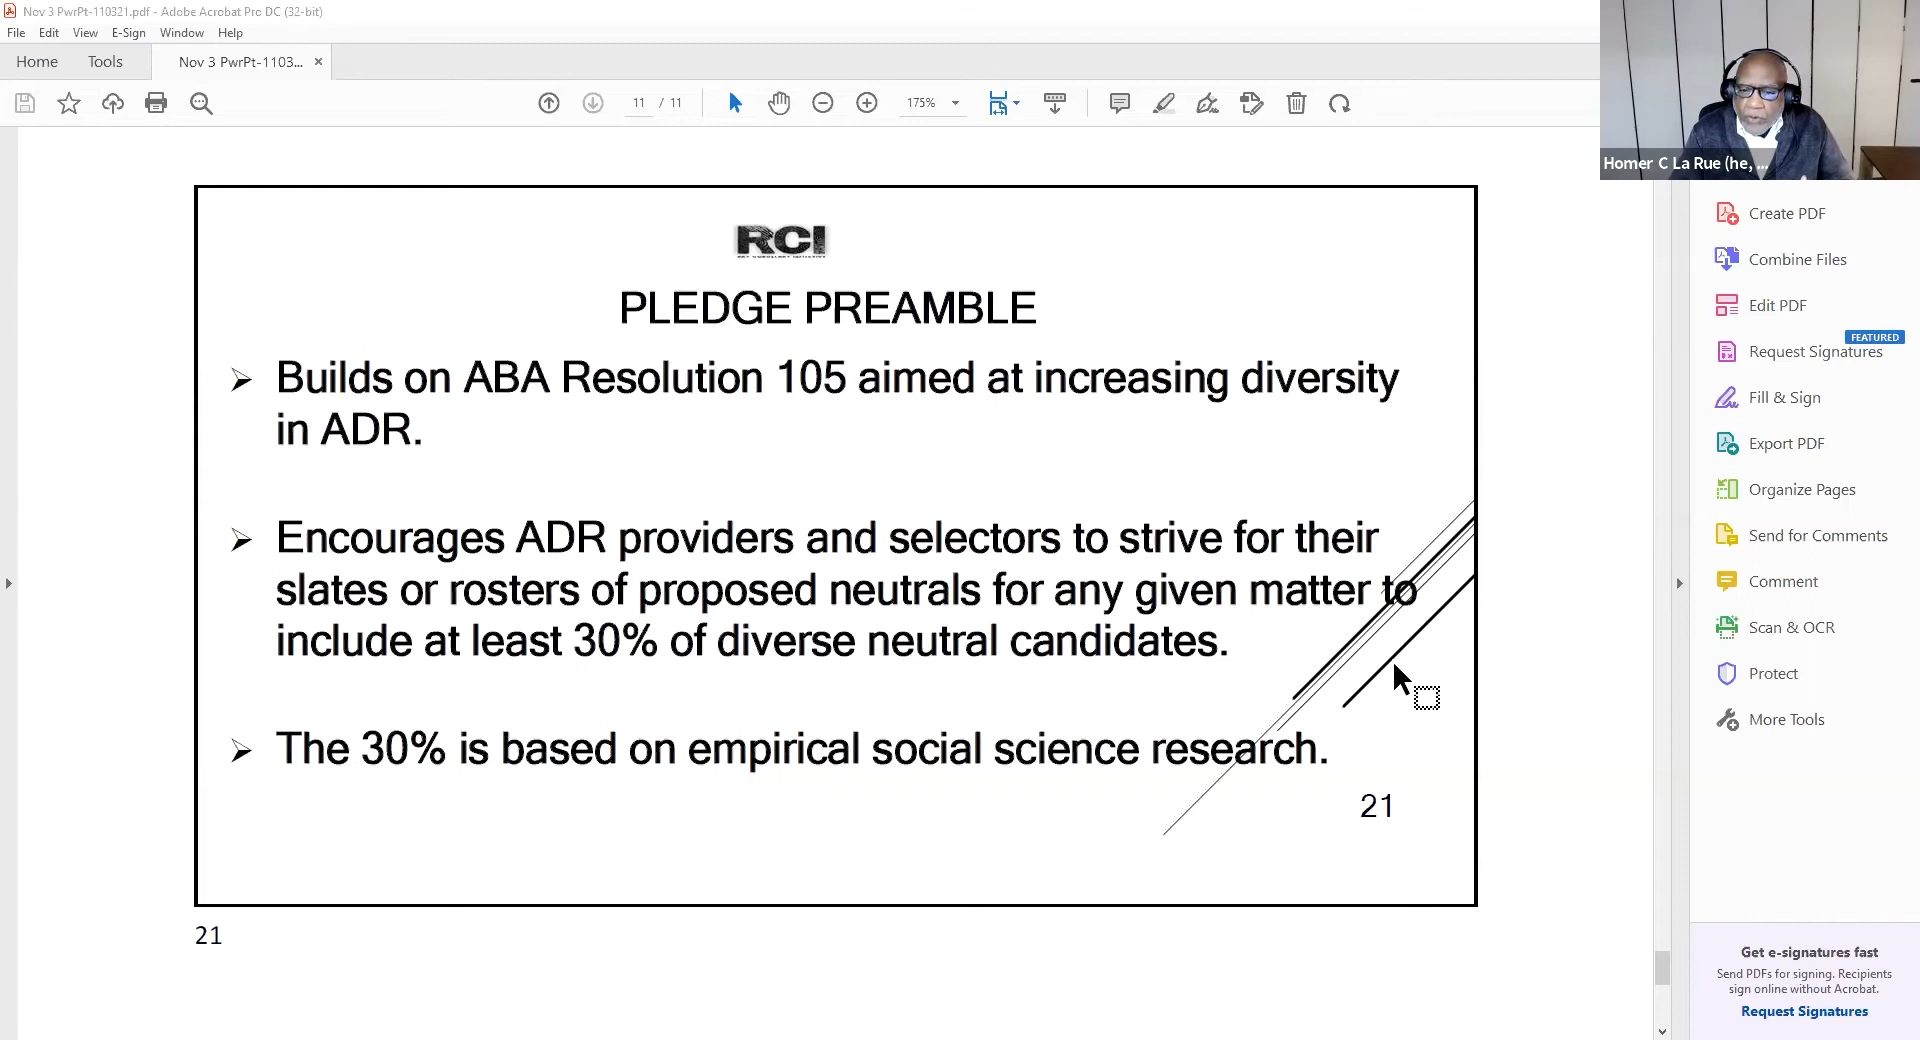 Nov 3 PwrPt-110321.pdf - Adobe Acrobat Pro DC (32-bit)
File Edit View E-Sign Window Help
Home Tools Nov 3 PwrPt-1103... ×
11 / 11 175%
Homer C La Rue (he, ...
RCI
PLEDGE PREAMBLE
➢ Builds on ABA Resolution 105 aimed at increasing diversity
in ADR.
➢ Encourages ADR providers and selectors to strive for their
slates or rosters of proposed neutrals for any given matter to
include at least 30% of diverse neutral candidates.
➢ The 30% is based on empirical social science research.
21
21
Create PDF
Combine Files
Edit PDF
FEATURED
Request Signatures
Fill & Sign
Export PDF
Organize Pages
Send for Comments
Comment
Scan & OCR
Protect
More Tools
Get e-signatures fast
Send PDFs for signing. Recipients
sign online without Acrobat.
Request Signatures